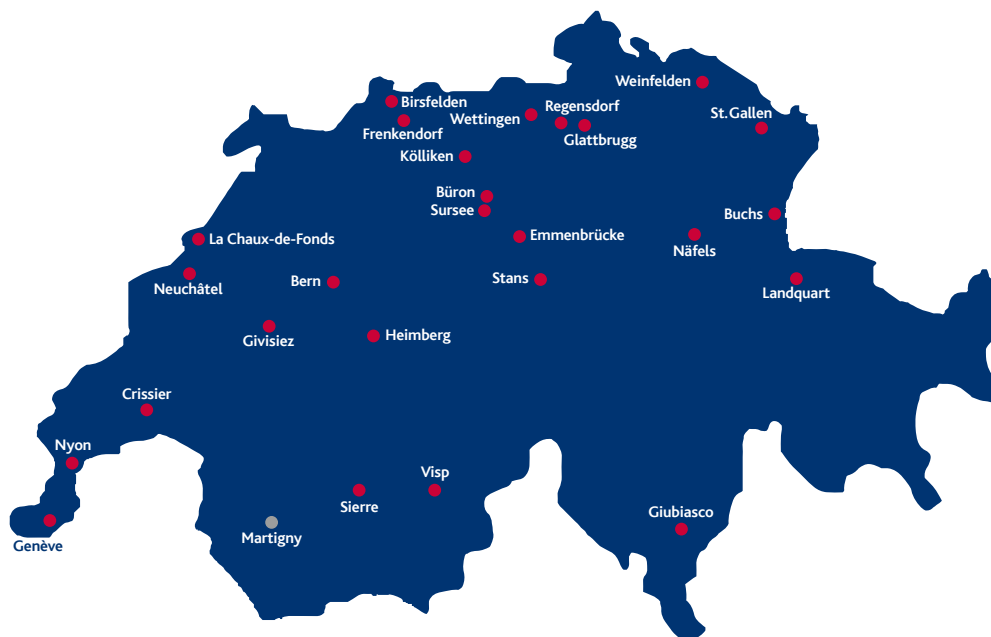 Weinfelden
Birsfelden
Regensdorf
Wettingen
St. Gallen
Frenkendorf
Glattbrugg
Kölliken
Büron
Sursee
Buchs
La Chaux-de-Fonds
Emmenbrücke
Näfels
Neuchâtel
Bern
Stans
Landquart
Givisiez
Heimberg
Crissier
Nyon
Visp
Sierre
Giubiasco
Martigny
Genève